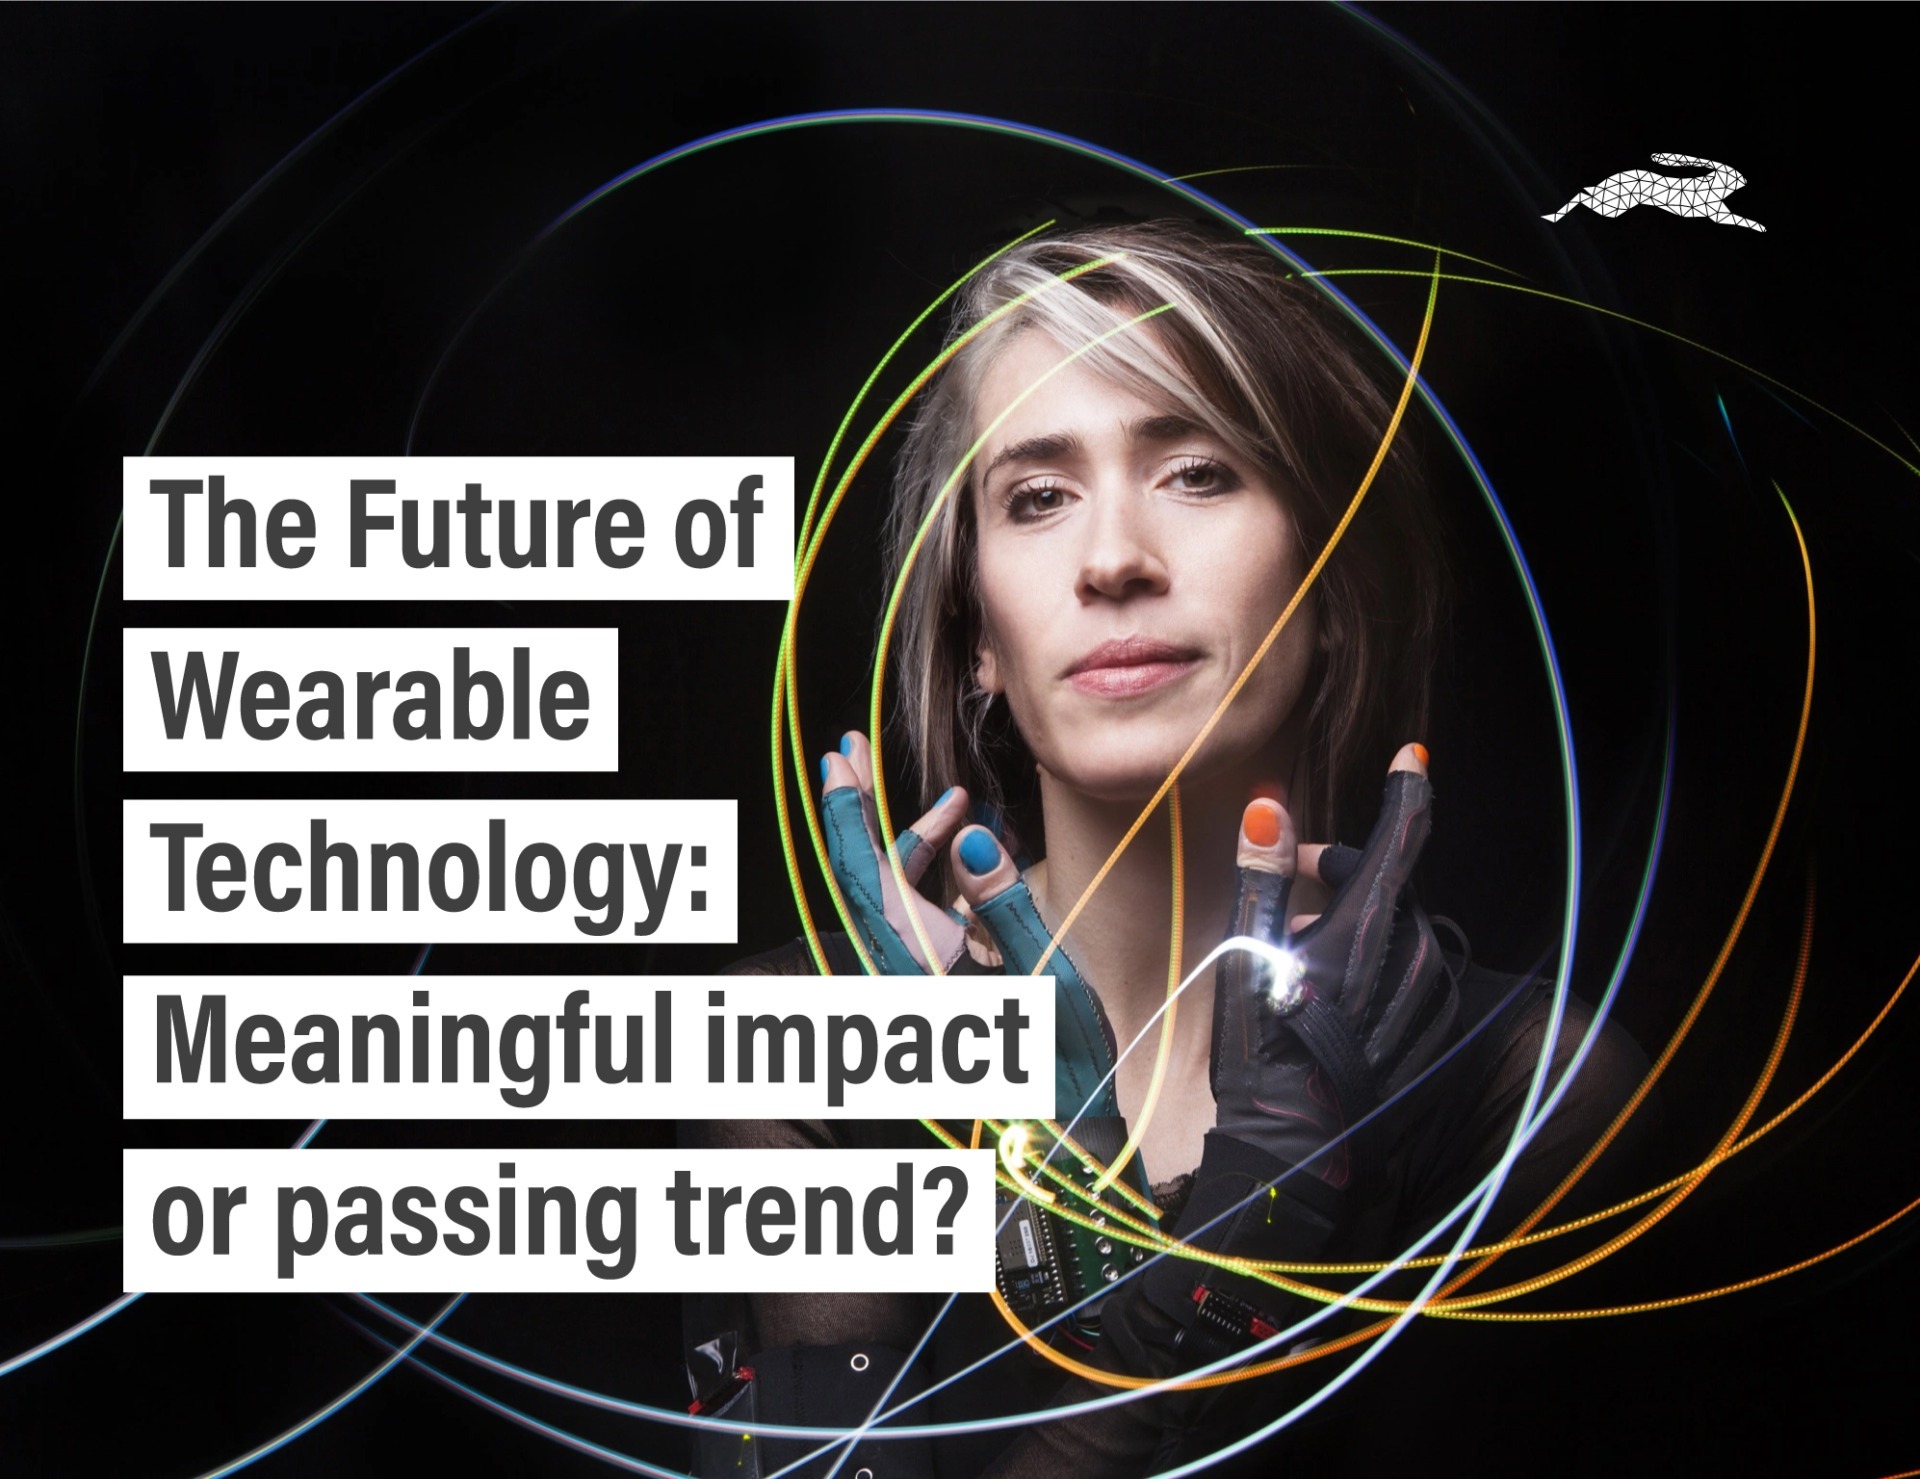 The Future of
Wearable
Technology:
Meaningful impact
or passing trend?